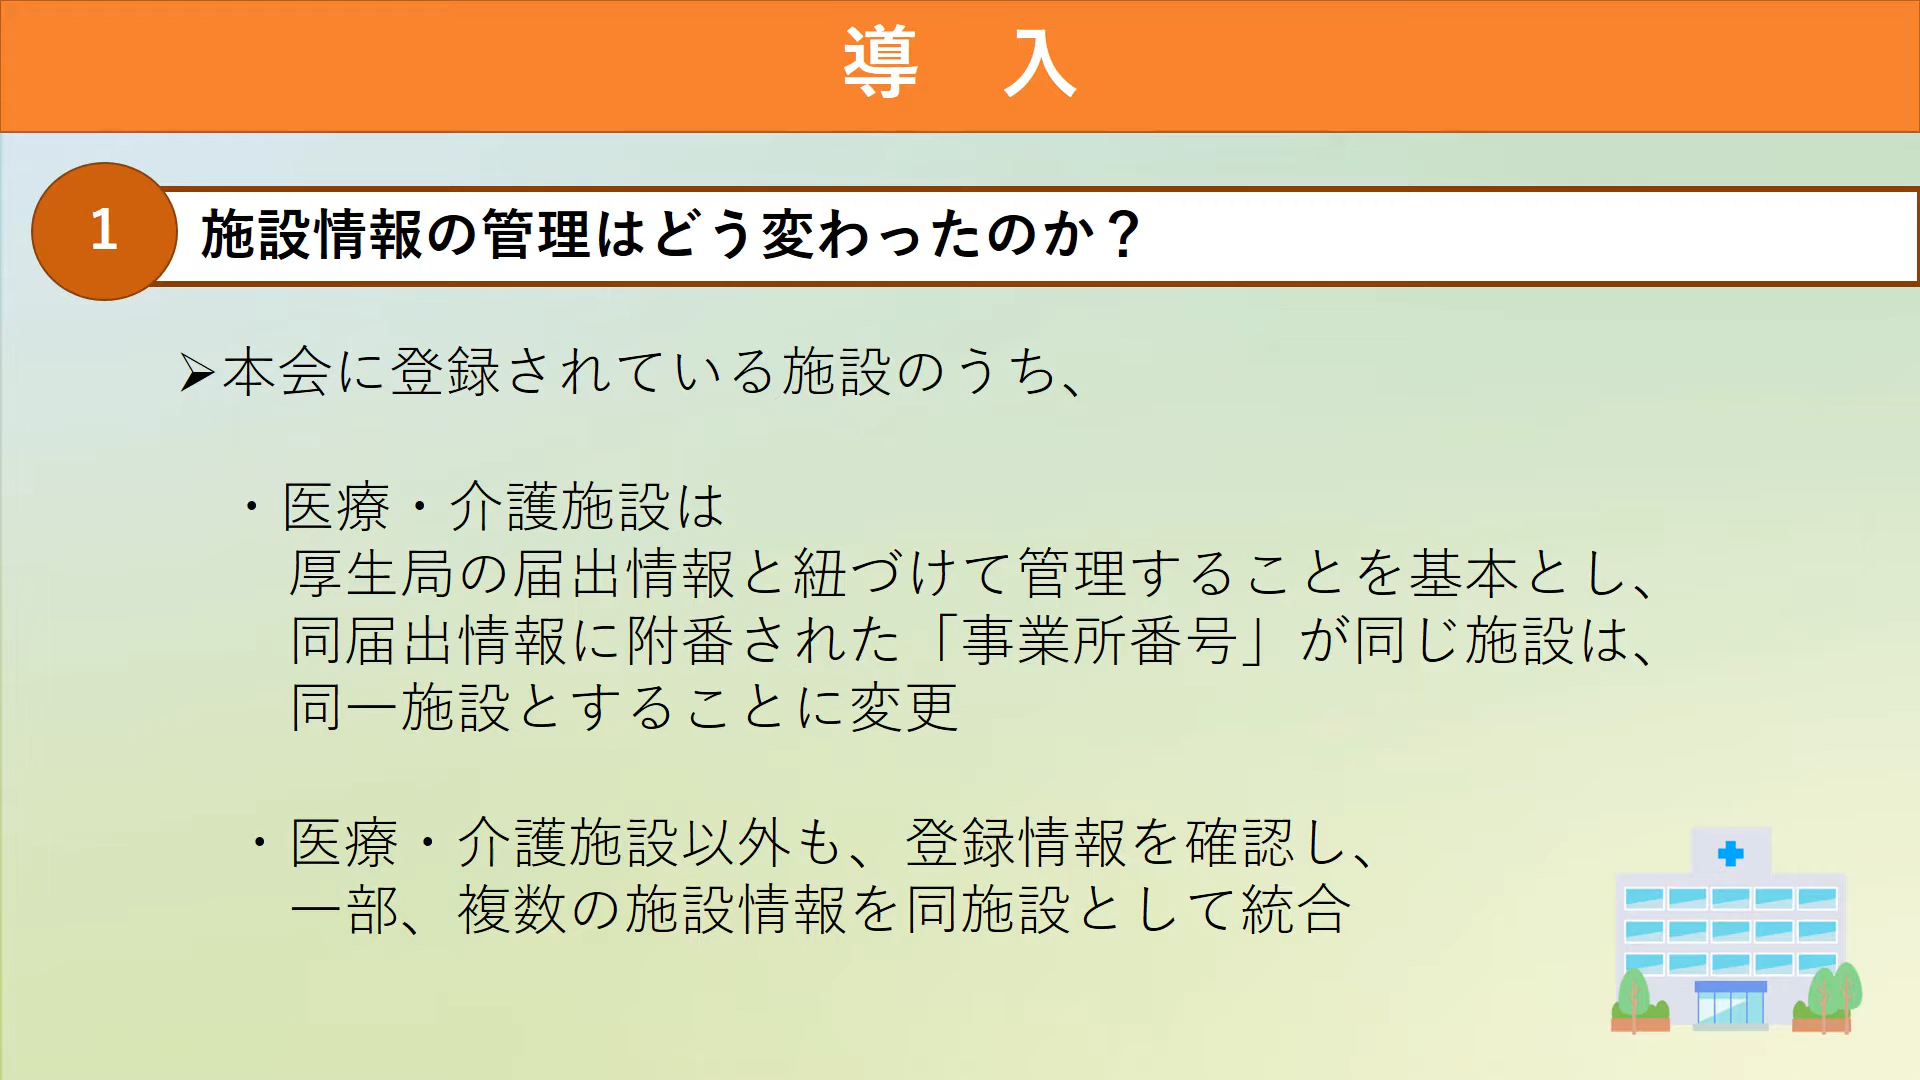 導　入
1
施設情報の管理はどう変わったのか？
➢本会に登録されている施設のうち、
・医療・介護施設は
厚生局の届出情報と紐づけて管理することを基本とし、
同届出情報に附番された「事業所番号」が同じ施設は、
同一施設とすることに変更
・医療・介護施設以外も、登録情報を確認し、
一部、複数の施設情報を同施設として統合